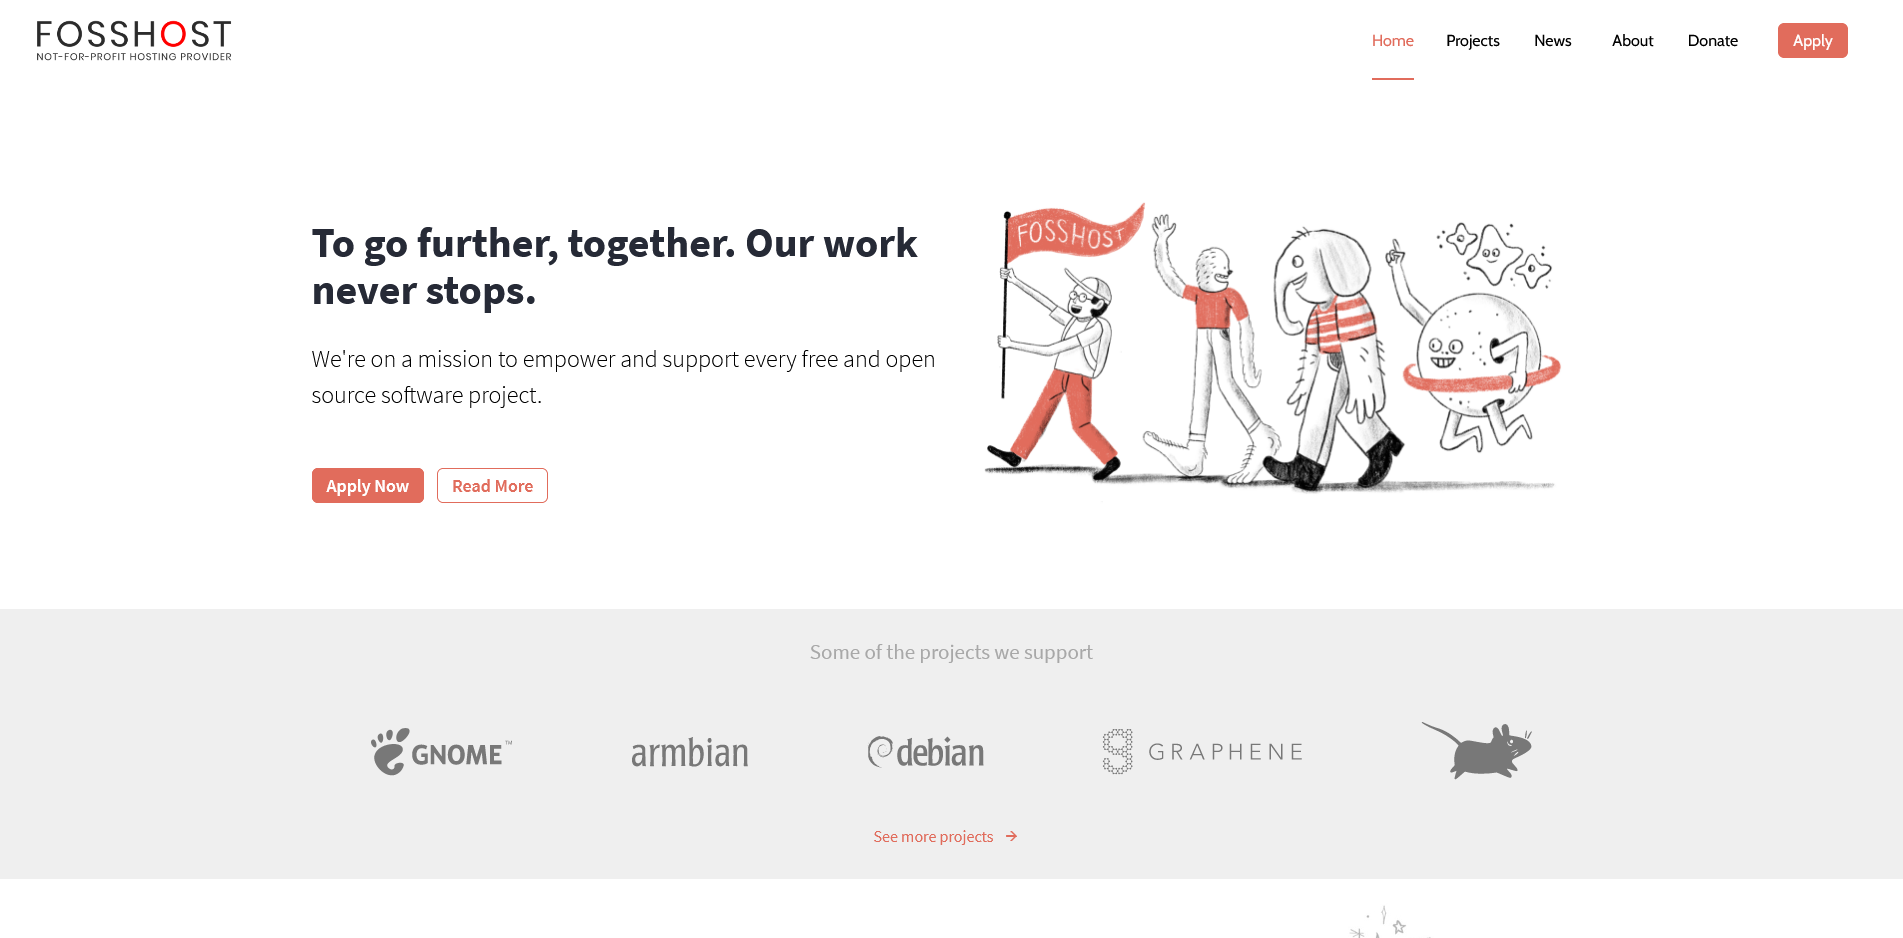 FOSSHOST
NOT-FOR-PROFIT HOSTING PROVIDER
Home Projects News About Donate Apply
To go further, together. Our work
never stops.
We're on a mission to empower and support every free and open
source software project.
Apply Now Read More
FOSSHOST
Some of the projects we support
GNOME™ armbian debian GRAPHENE
See more projects →